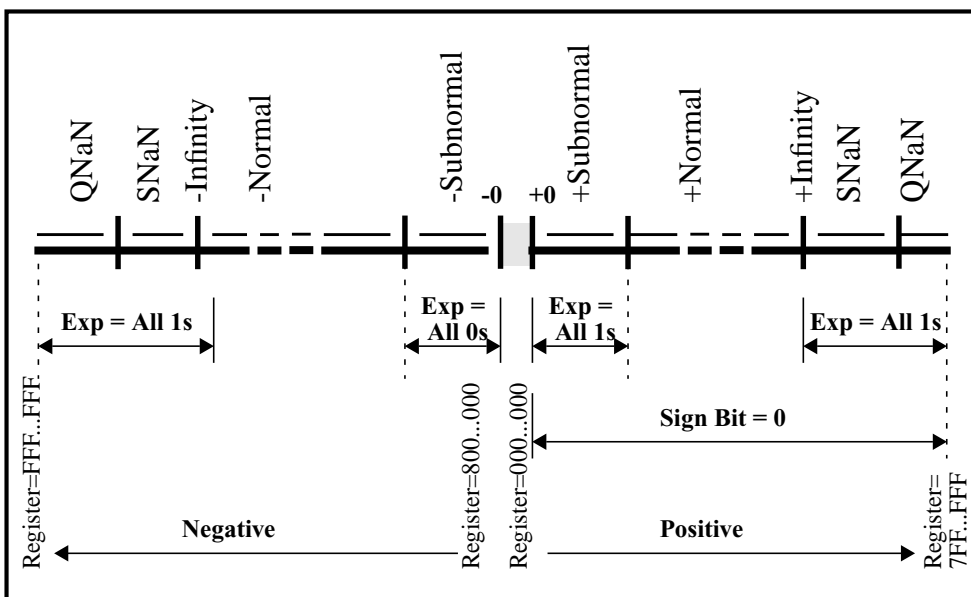 QNaN
SNaN
-Infinity
-Normal
-Subnormal
-0
+0
+Subnormal
+Normal
+Infinity
SNaN
QNaN
Exp = All 1s
Exp =
All 0s
Exp =
All 1s
Exp = All 1s
Register=FFF...FFF
Register=800...000
Register=000...000
Sign Bit = 0
Register=
7FF...FFF
Negative
Positive